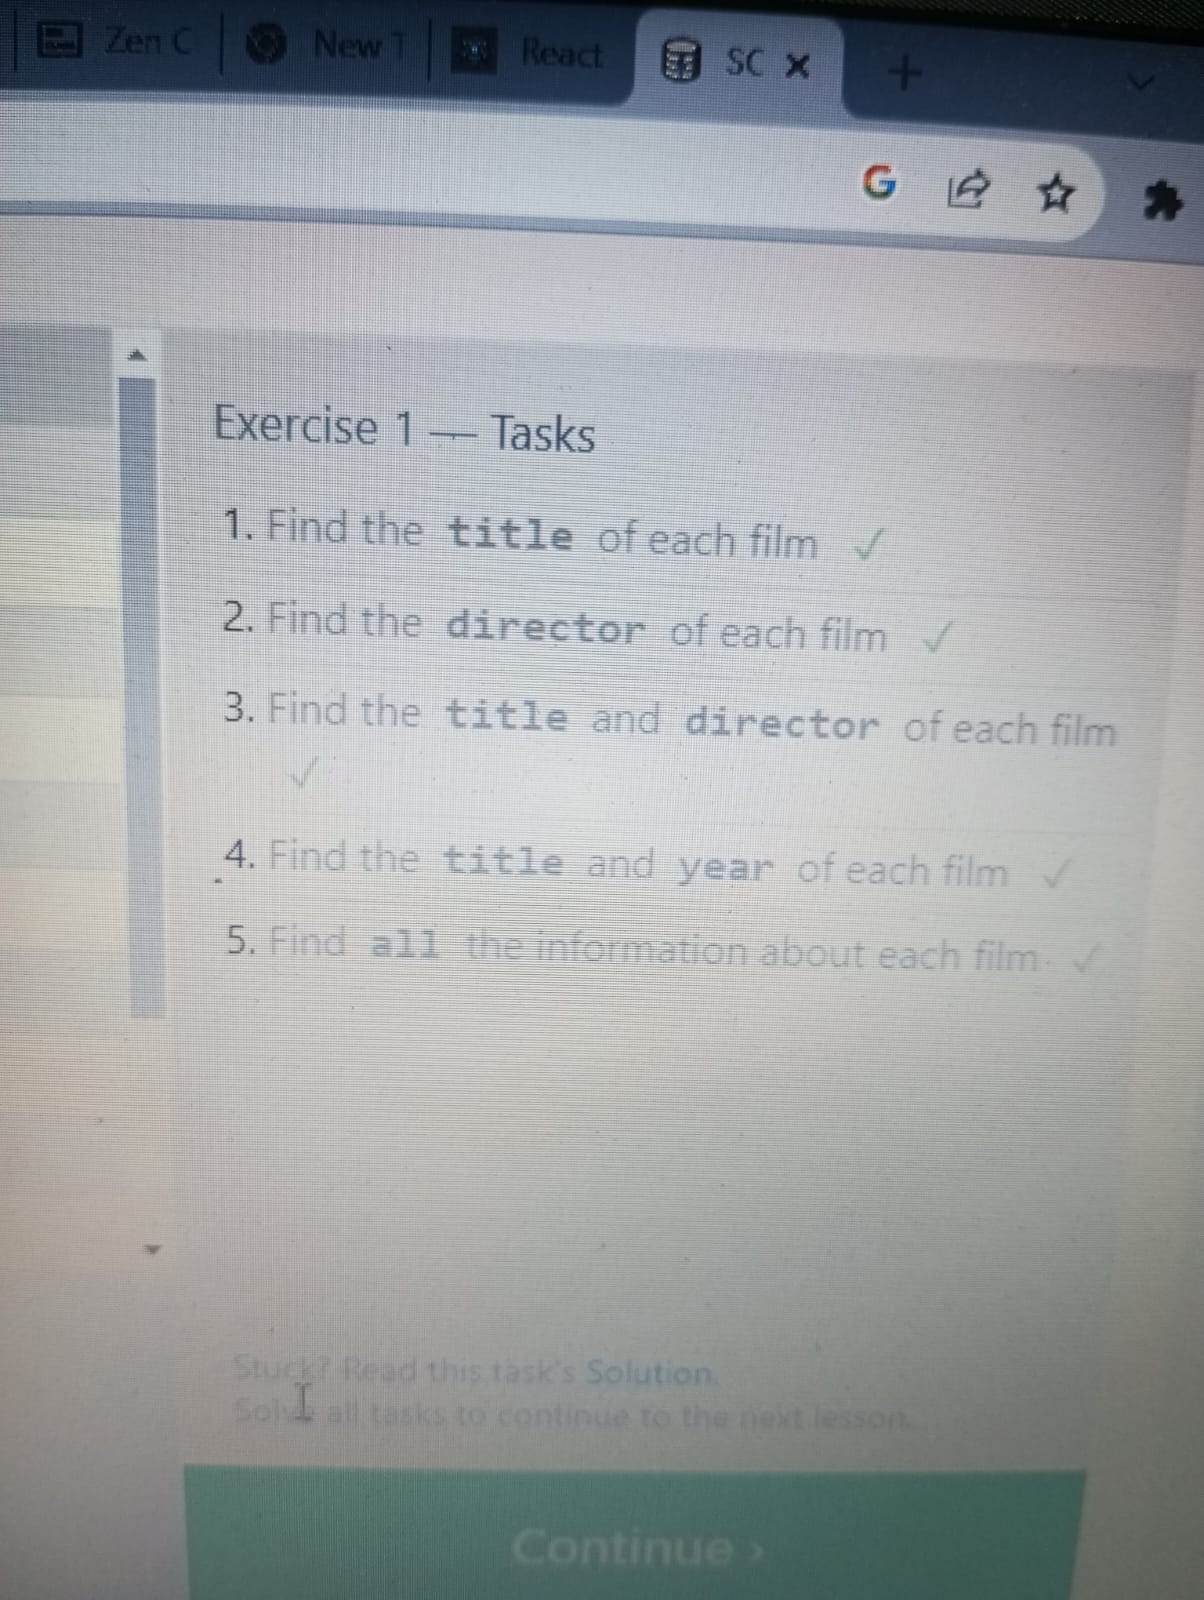 Zen C New T React SC
Exercise 1 — Tasks
1. Find the title of each film ✓
2. Find the director of each film ✓
3. Find the title and director of each film
✓
4. Find the title and year of each film ✓
5. Find all the information about each film ✓
Stuck? Read this task's Solution.
Solve all tasks to continue to the next lesson.
Continue ›